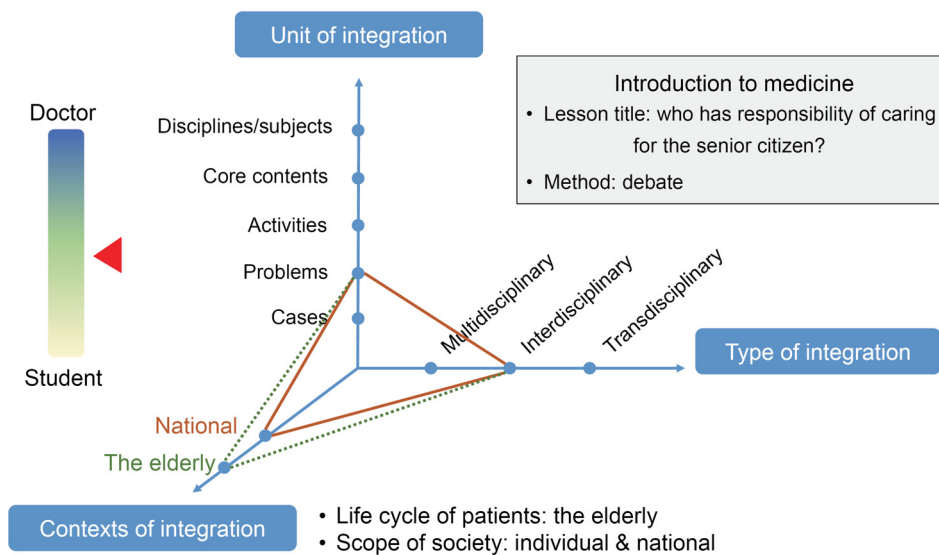 Unit of integration
Introduction to medicine
• Lesson title: who has responsibility of caring
for the senior citizen?
• Method: debate
Doctor
Student
Disciplines/subjects
Core contents
Activities
Problems
Cases
Multidisciplinary
Interdisciplinary
Transdisciplinary
Type of integration
National
The elderly
Contexts of integration
• Life cycle of patients: the elderly
• Scope of society: individual & national